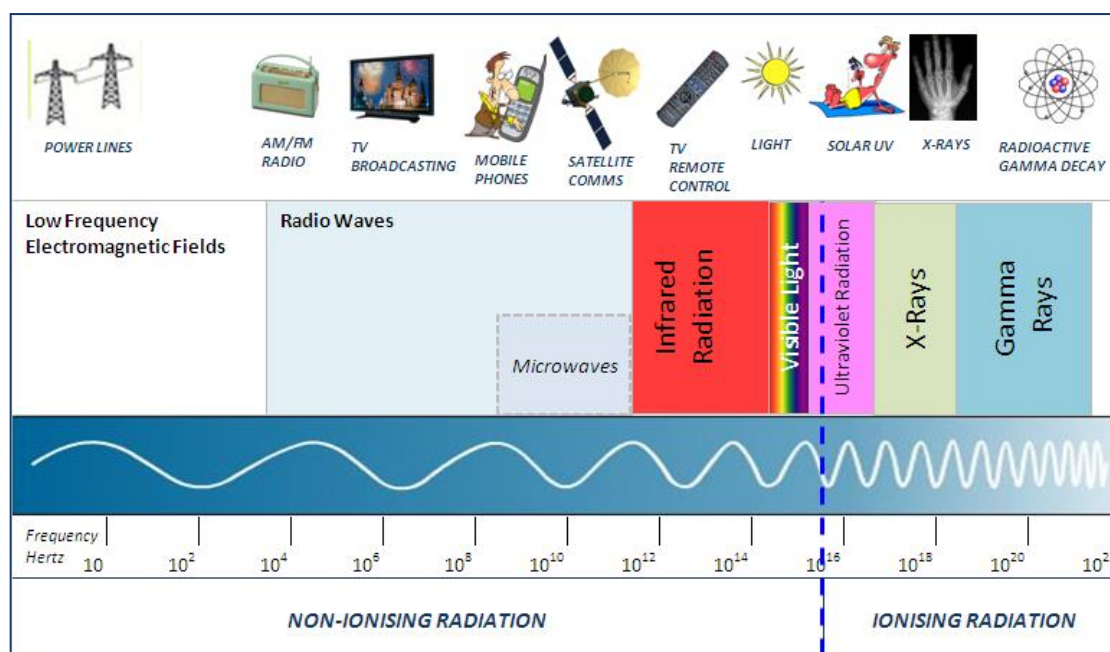 POWER LINES
AM/FM
RADIO
TV
BROADCASTING
MOBILE
PHONES
SATELLITE
COMMS
TV
REMOTE
CONTROL
LIGHT
SOLAR UV
X-RAYS
RADIOACTIVE
GAMMA DECAY
Low Frequency
Electromagnetic Fields
Radio Waves
Microwaves
Infrared
Radiation
Visible Light
Ultraviolet Radiation
X-Rays
Gamma
Rays
Frequency
Hertz
10 10² 10⁴ 10⁶ 10⁸ 10¹⁰ 10¹² 10¹⁴ 10¹⁶ 10¹⁸ 10²⁰
NON-IONISING RADIATION
IONISING RADIATION